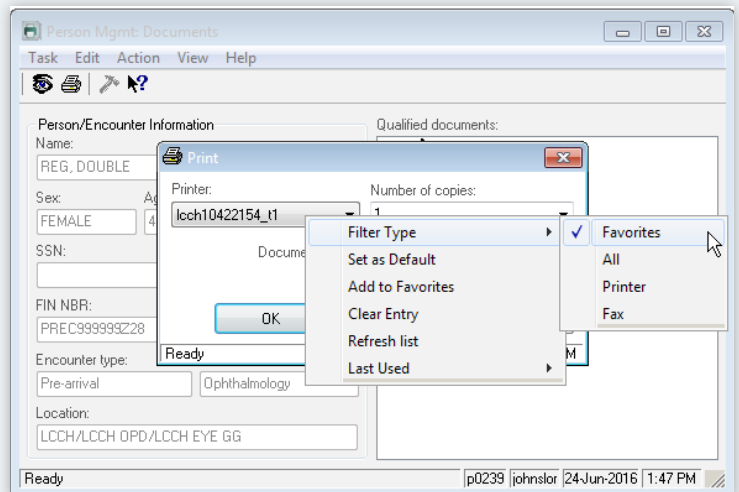 Person Mgmt: Documents
Task Edit Action View Help
Person/Encounter Information
Qualified documents:
Name:
REG, DOUBLE
Print
Printer:
Number of copies:
lcch10422154_t1
1
Sex:
FEMALE
4
SSN:
Filter Type
Favorites
Set as Default
All
Add to Favorites
Printer
Clear Entry
Fax
Refresh list
Last Used
OK
Ready
M
FIN NBR:
PREC999999Z28
Encounter type:
Pre-arrival
Ophthalmology
Location:
LCCH/LCCH OPD/LCCH EYE GG
Ready
p0239 johnslor 24-Jun-2016 1:47 PM